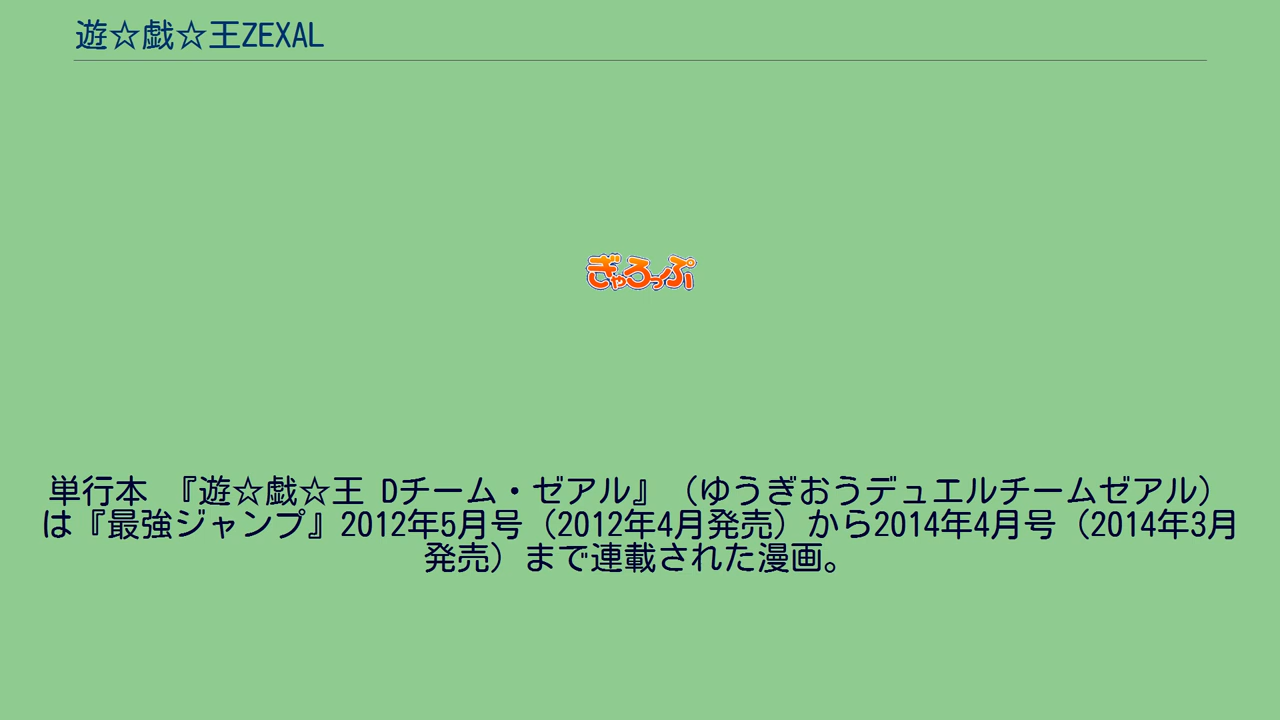 遊☆戯☆王ZEXAL
ぎゃろっぷ
単行本 『遊☆戯☆王 Dチーム・ゼアル』（ゆうぎおうデュエルチームゼアル）
は『最強ジャンプ』2012年5月号（2012年4月発売）から2014年4月号（2014年3月
発売）まで連載された漫画。